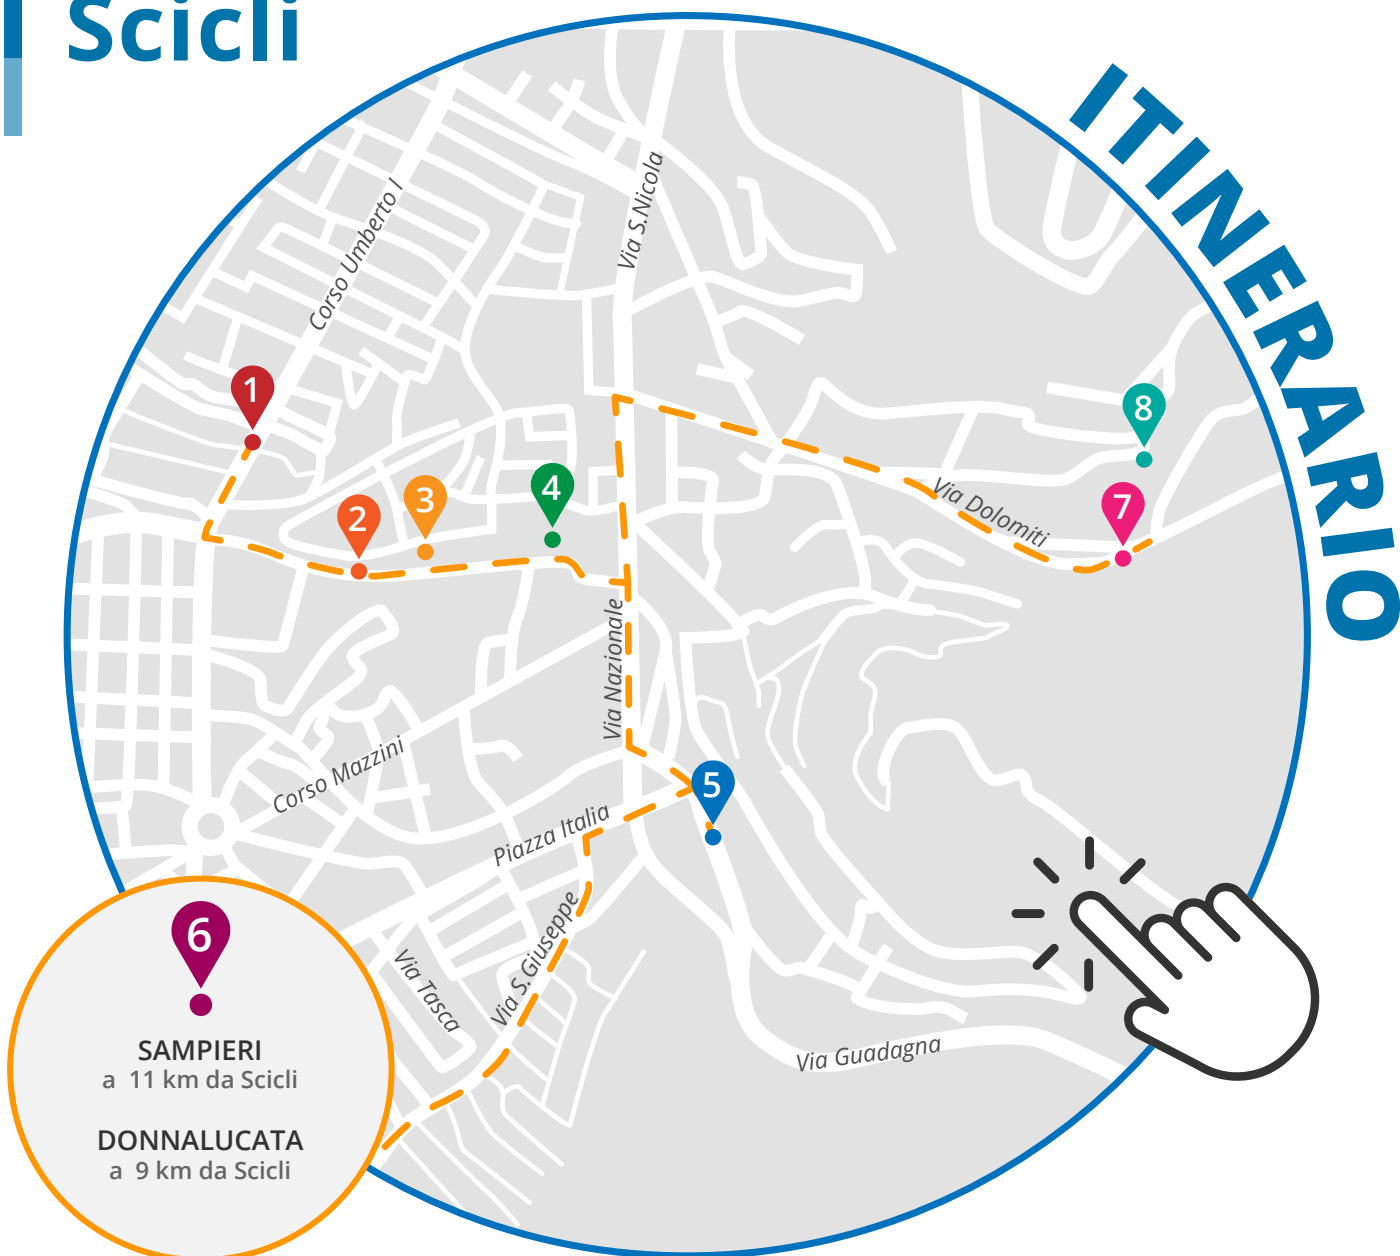 Scicli
ITINERARIO
Via S.Nicola
Corso Umberto I
1
8
4
3
7
2
Via Dolomiti
Via Nazionale
Corso Mazzini
5
Piazza Italia
Via S.Giuseppe
Via Tasca
Via Guadagna
6
SAMPIERI
a 11 km da Scicli
DONNALUCATA
a 9 km da Scicli